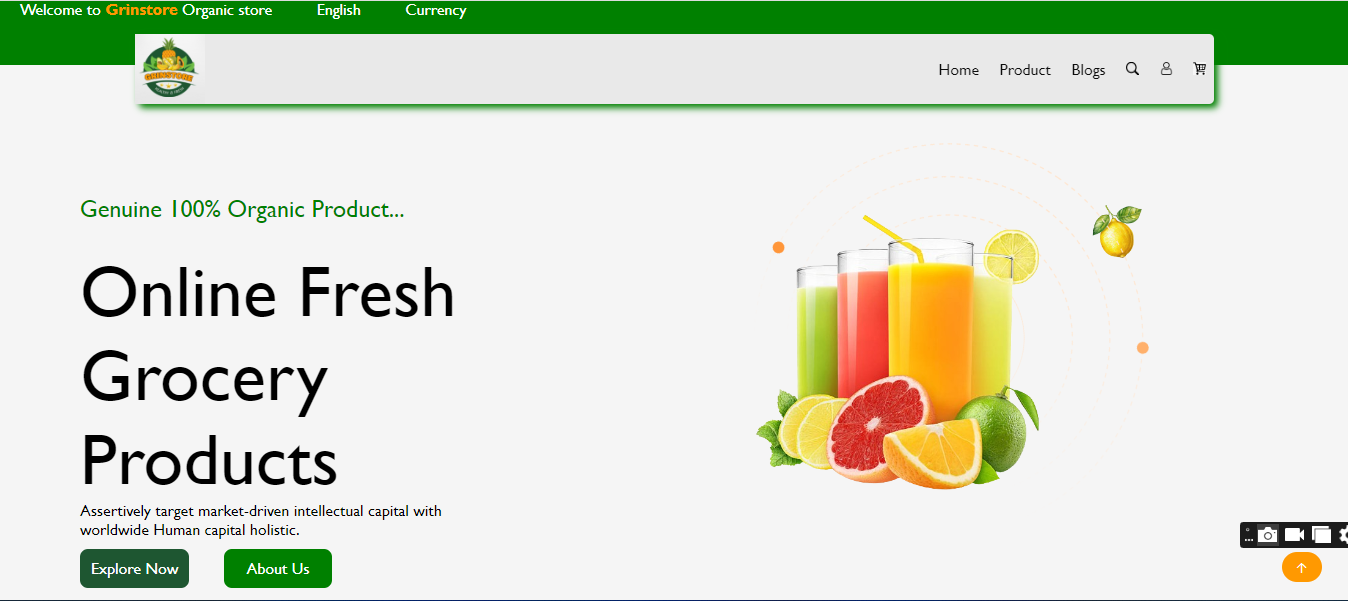 Welcome to Grinstore Organic store English Currency
GRINSTORE
Home Product Blogs
Genuine 100% Organic Product...
Online Fresh
Grocery
Products
Assertively target market-driven intellectual capital with
worldwide Human capital holistic.
Explore Now About Us